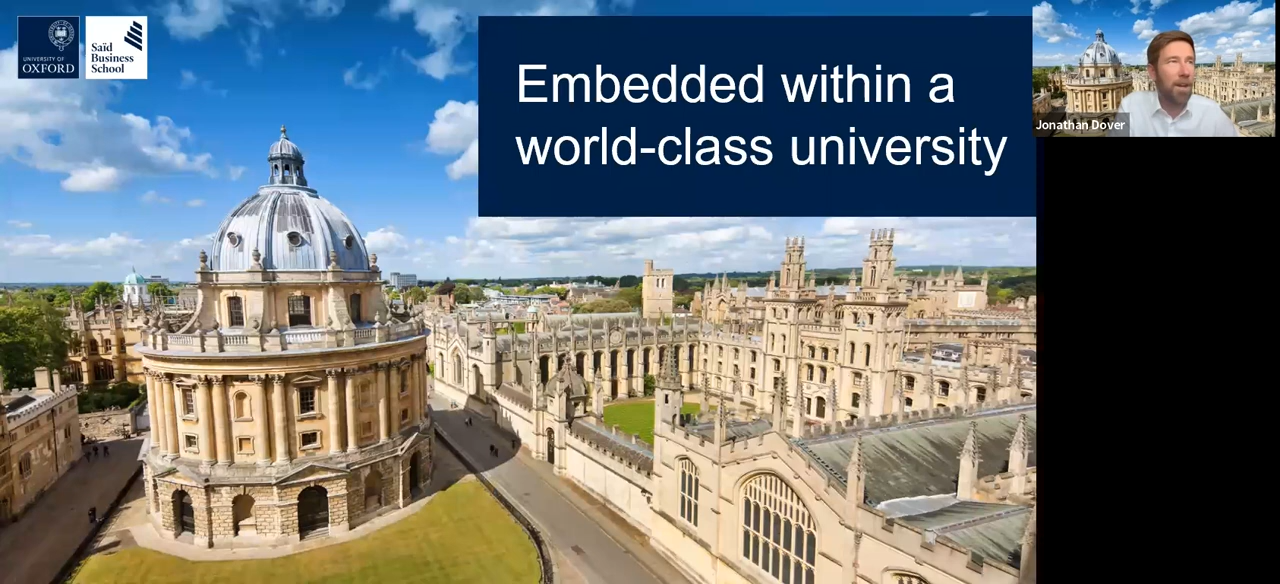 UNIVERSITY OF
OXFORD
Saïd
Business
School
Embedded within a
world-class university
Jonathan Dover